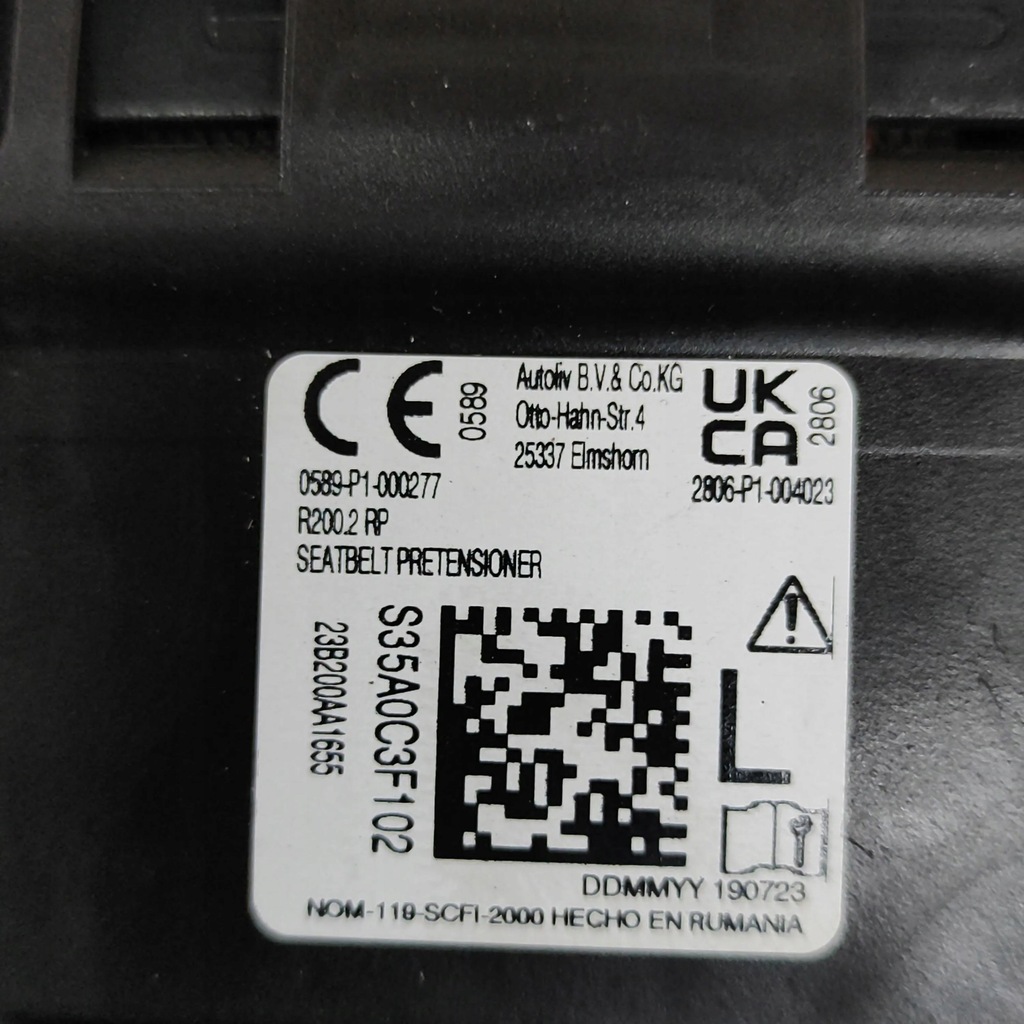 CE 0589
Autoliv B.V.& Co.KG
Otto-Hahn-Str.4
25337 Elmshorn
UK
CA
2806
0589-P1-000277
2806-P1-004023
R200.2 RP
SEATBELT PRETENSIONER
S35A0C3F102
23B200AA1655
L
DDMMYY 190723
NOM-119-SCFI-2000 HECHO EN RUMANIA